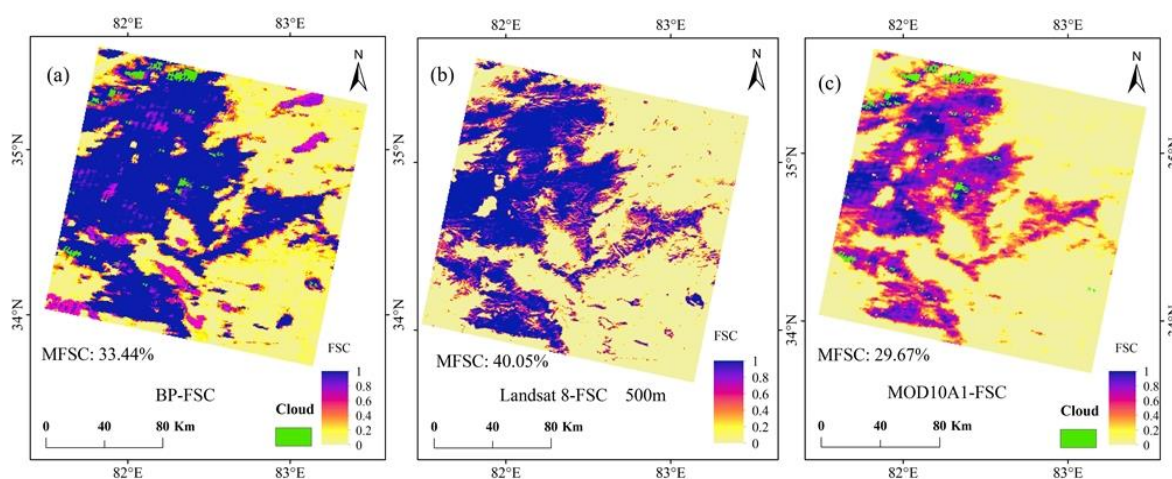 82°E 83°E 82°E 83°E 82°E 83°E
(a) N (b) N (c) N
35°N 35°N 35°N
34°N 34°N 34°N
MFSC: 33.44% FSC MFSC: 40.05% FSC MFSC: 29.67% FSC
1 1 1
0.8 0.8 0.8
0.6 0.6 0.6
0.4 0.4 0.4
0.2 0.2 0.2
0 0 0
BP-FSC Landsat 8-FSC 500m MOD10A1-FSC
Cloud Cloud
0 40 80 Km 0 40 80 Km 0 40 80 Km
82°E 83°E 82°E 83°E 82°E 83°E